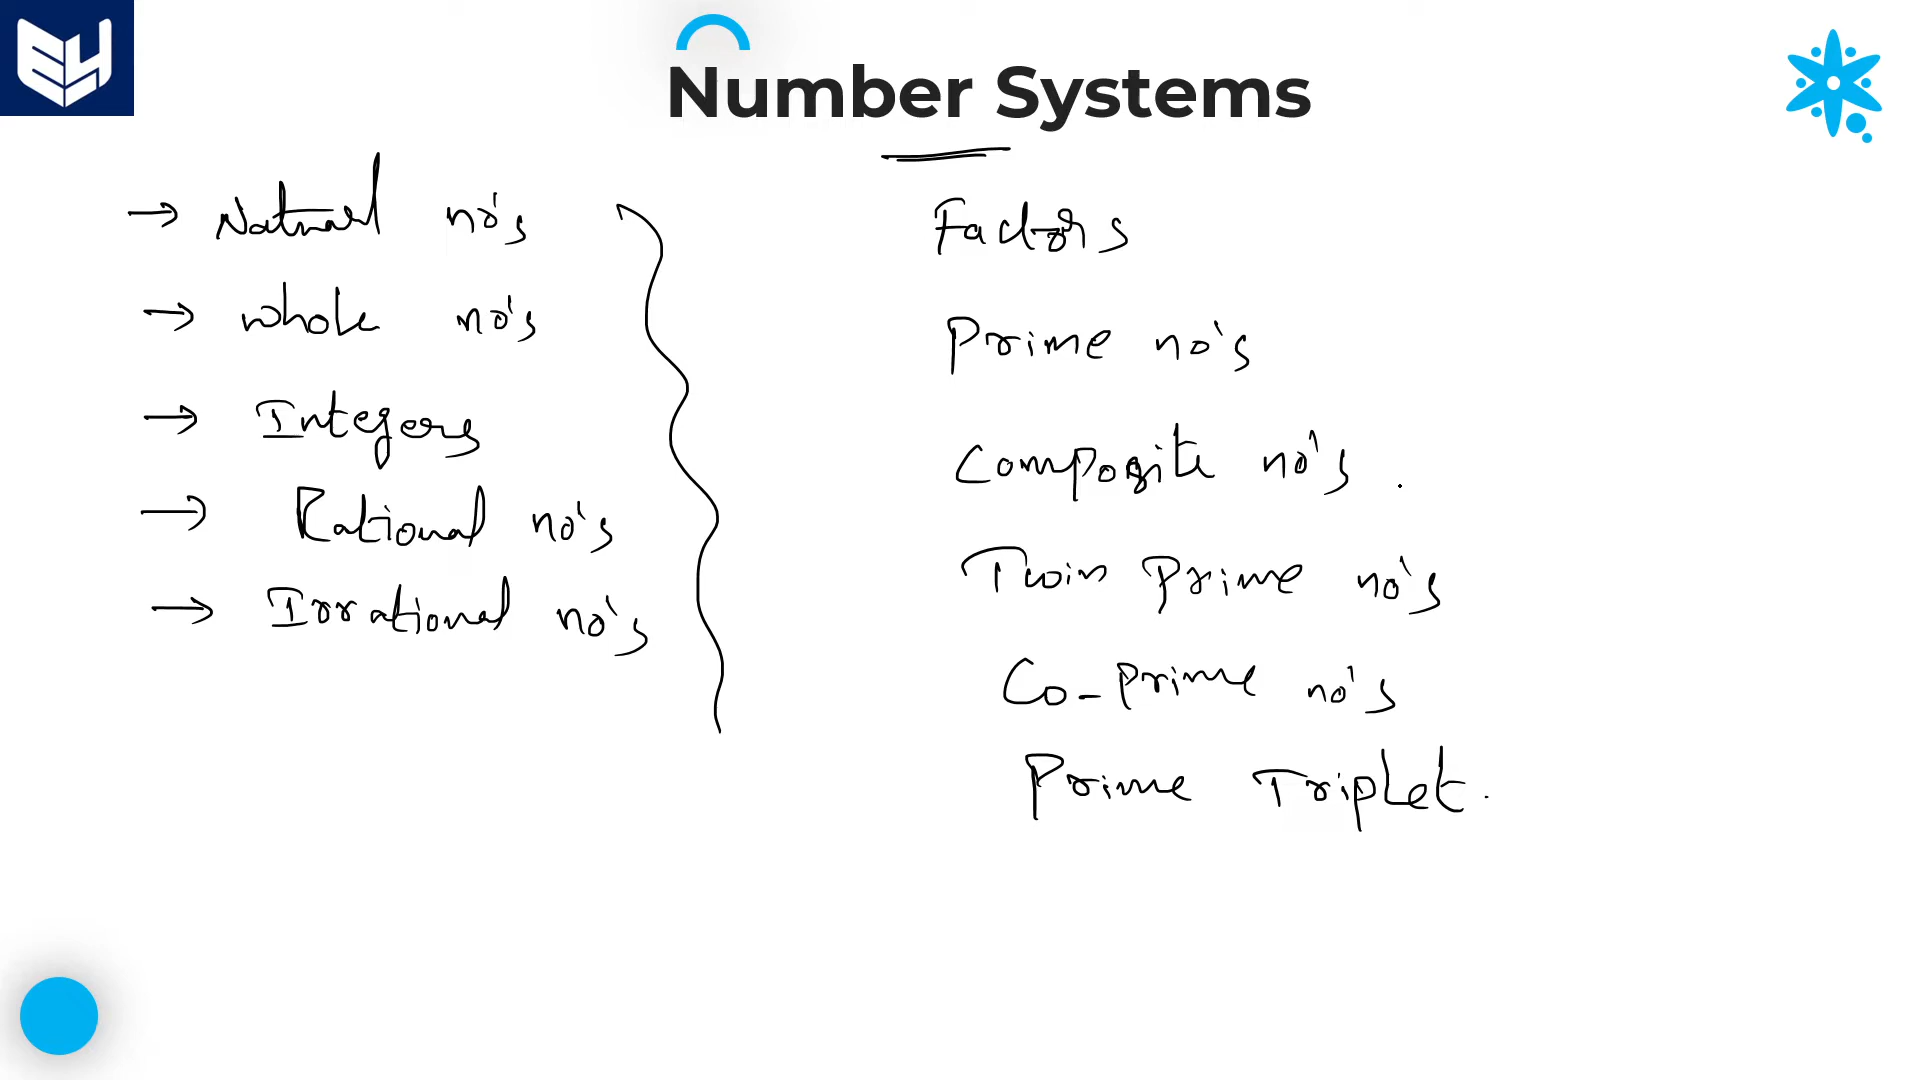 Number Systems
→ Natural no's
→ whole no's
→ Integers
→ Rational no's
→ Irrational no's
Factors
Prime no's
Composite no's.
Twin Prime no's
Co-prime no's
Prime Triplet.